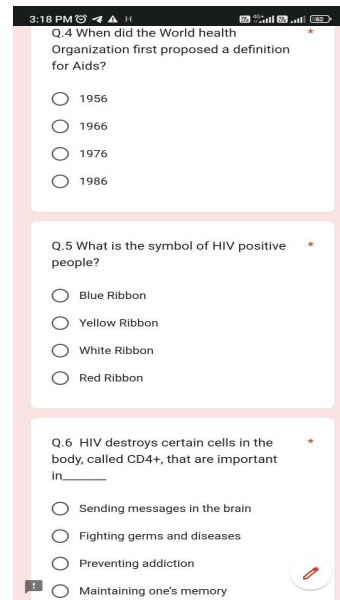 3:18 PM H 4G+ 62
Q.4 When did the World health *
Organization first proposed a definition
for Aids?
1956
1966
1976
1986
Q.5 What is the symbol of HIV positive *
people?
Blue Ribbon
Yellow Ribbon
White Ribbon
Red Ribbon
Q.6 HIV destroys certain cells in the *
body, called CD4+, that are important
in_______
Sending messages in the brain
Fighting germs and diseases
Preventing addiction
Maintaining one's memory